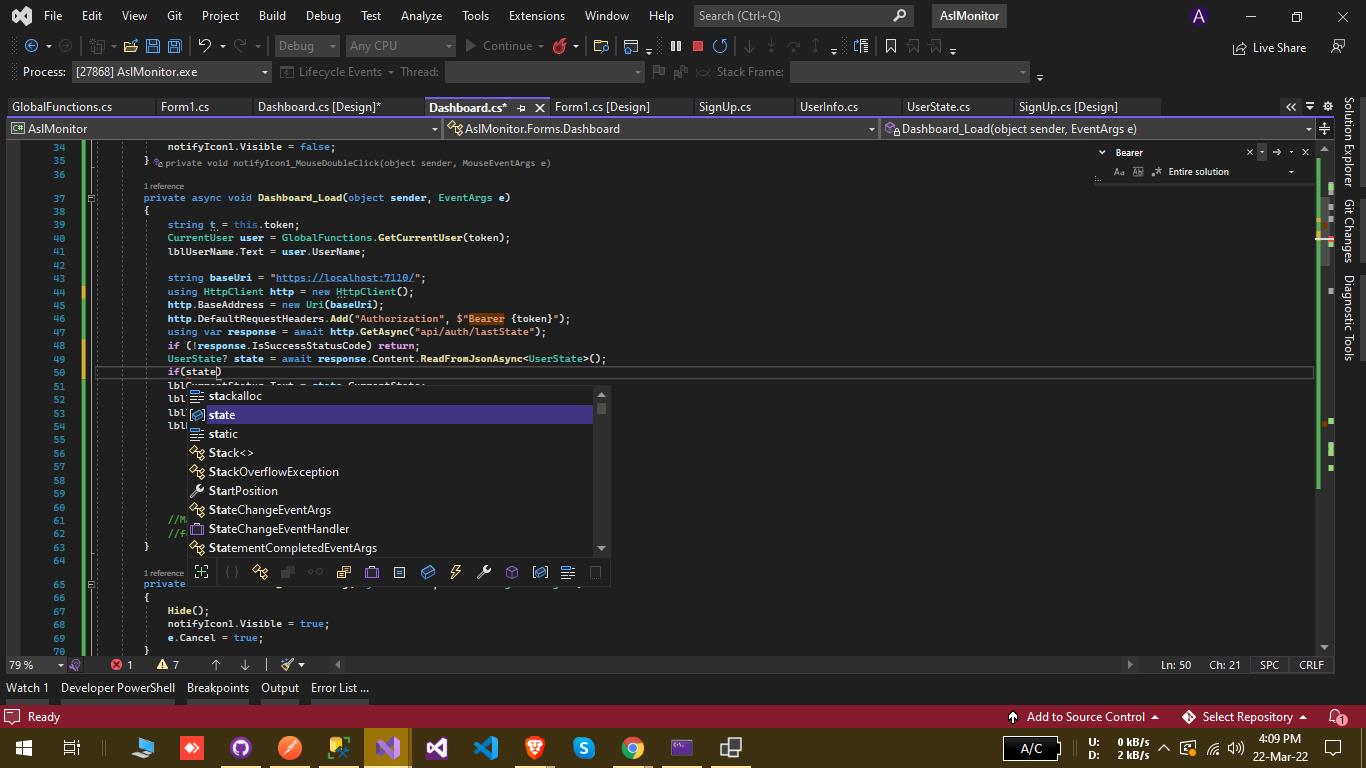 File Edit View Git Project Build Debug Test Analyze Tools Extensions Window Help Search (Ctrl+Q) AslMonitor A
Debug Any CPU Continue Live Share
Process: [27868] AslMonitor.exe Lifecycle Events Thread: Stack Frame:
GlobalFunctions.cs Form1.cs Dashboard.cs [Design]* Dashboard.cs* Form1.cs [Design] SignUp.cs UserInfo.cs UserState.cs SignUp.cs [Design]
C# AslMonitor AslMonitor.Forms.Dashboard Dashboard_Load(object sender, EventArgs e)
Bearer
Aa Ab Entire solution
Solution Explorer
Git Changes
Diagnostic Tools
34 notifyIcon1.Visible = false;
35 } private void notifyIcon1_MouseDoubleClick(object sender, MouseEventArgs e)
36
1 reference
37 private async void Dashboard_Load(object sender, EventArgs e)
38 {
39 string t = this.token;
40 CurrentUser user = GlobalFunctions.GetCurrentUser(token);
41 lblUserName.Text = user.UserName;
42
43 string baseUri = "https://localhost:7110/";
44 using HttpClient http = new HttpClient();
45 http.BaseAddress = new Uri(baseUri);
46 http.DefaultRequestHeaders.Add("Authorization", $"Bearer {token}");
47 using var response = await http.GetAsync("api/auth/lastState");
48 if (!response.IsSuccessStatusCode) return;
49 UserState? state = await response.Content.ReadFromJsonAsync<UserState>();
50 if(state)
51 lblCurrentStatus.Text = state.CurrentState;
52 lbl
53 lbl
54 lbl
55
56
57
58
59
60
61 //M
62 //f
63 }
64
stackalloc
state
static
Stack<>
StackOverflowException
StartPosition
StateChangeEventArgs
StateChangeEventHandler
StatementCompletedEventArgs
1 reference
65 private
66 {
67 Hide();
68 notifyIcon1.Visible = true;
69 e.Cancel = true;
70 }
79 % 1 7 Ln: 50 Ch: 21 SPC CRLF
Watch 1 Developer PowerShell Breakpoints Output Error List ...
Ready Add to Source Control Select Repository 1
A/C U: 0 kB/s
D: 2 kB/s
4:09 PM
22-Mar-22